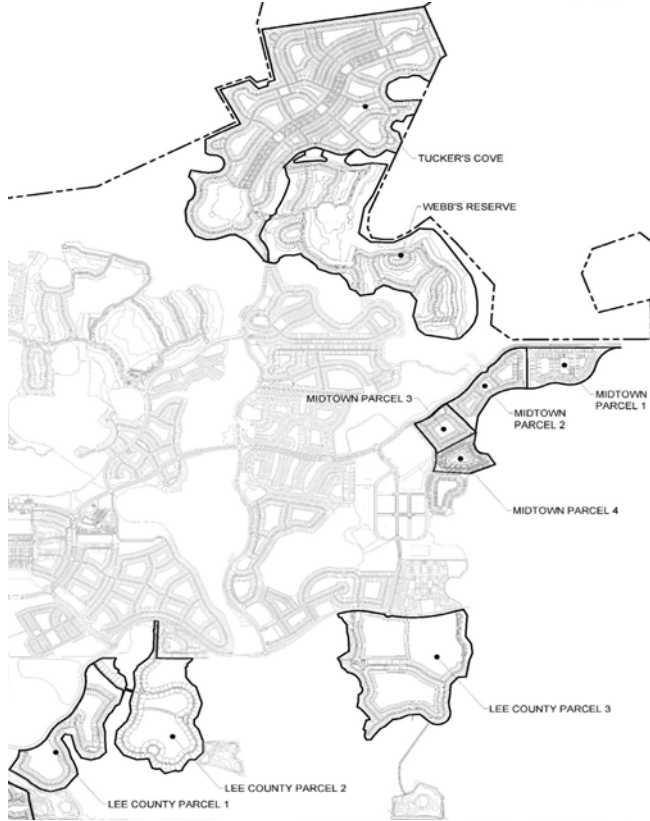 TUCKER'S COVE
WEBB'S RESERVE
MIDTOWN PARCEL 3
MIDTOWN
PARCEL 1
MIDTOWN
PARCEL 2
MIDTOWN PARCEL 4
LEE COUNTY PARCEL 3
LEE COUNTY PARCEL 2
LEE COUNTY PARCEL 1